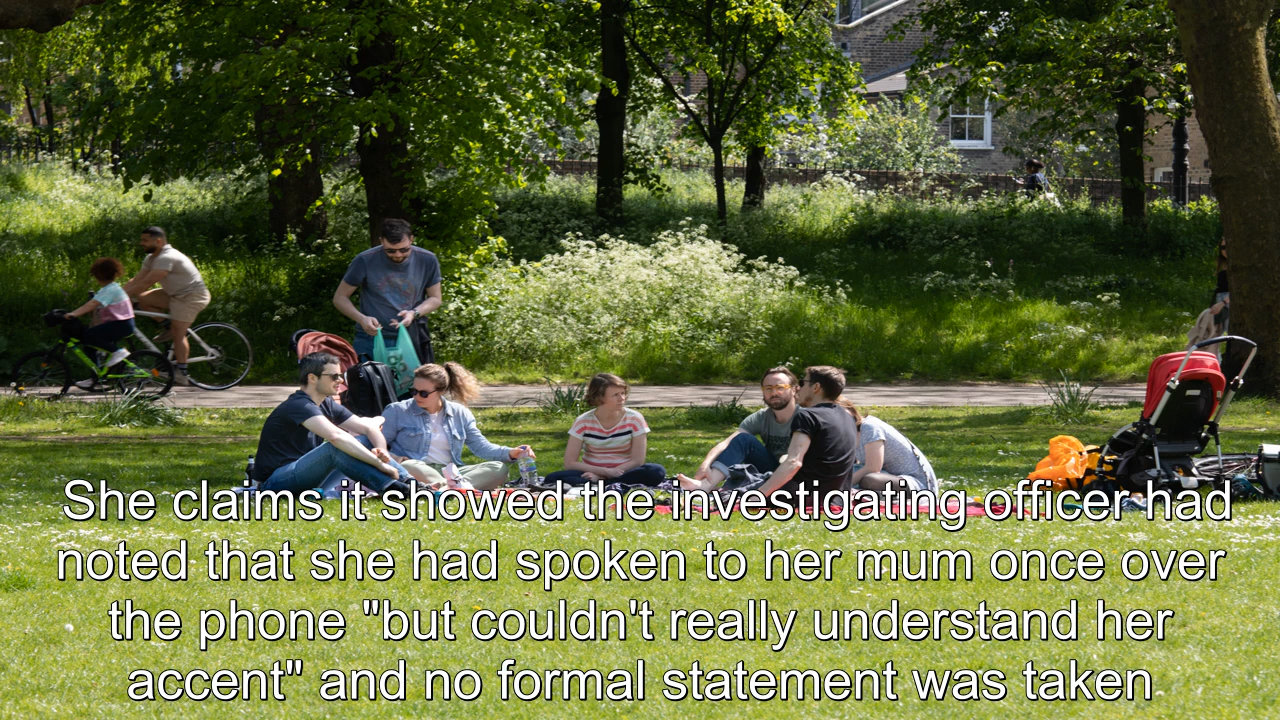 She claims it showed the investigating officer had
noted that she had spoken to her mum once over
the phone "but couldn't really understand her
accent" and no formal statement was taken